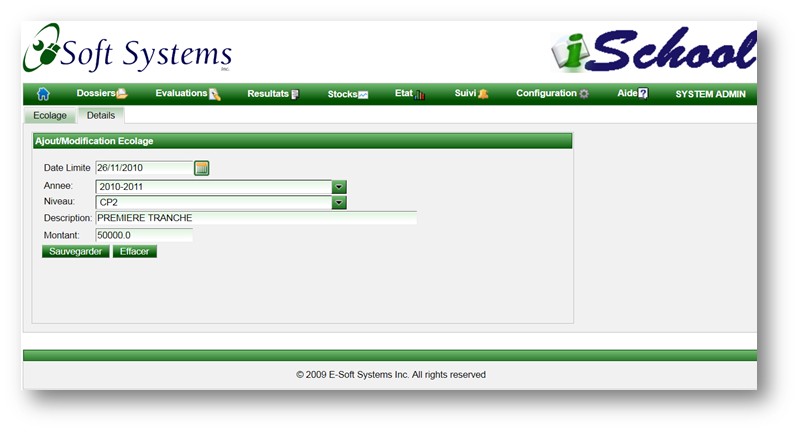 eSoft Systems Inc.
iSchool
Dossiers Evaluations Resultats Stocks Etat Suivi Configuration Aide SYSTEM ADMIN
Ecolage Details
Ajout/Modification Ecolage
Date Limite 26/11/2010
Annee: 2010-2011
Niveau: CP2
Description: PREMIERE TRANCHE
Montant: 50000.0
Sauvegarder Effacer
© 2009 E-Soft Systems Inc. All rights reserved